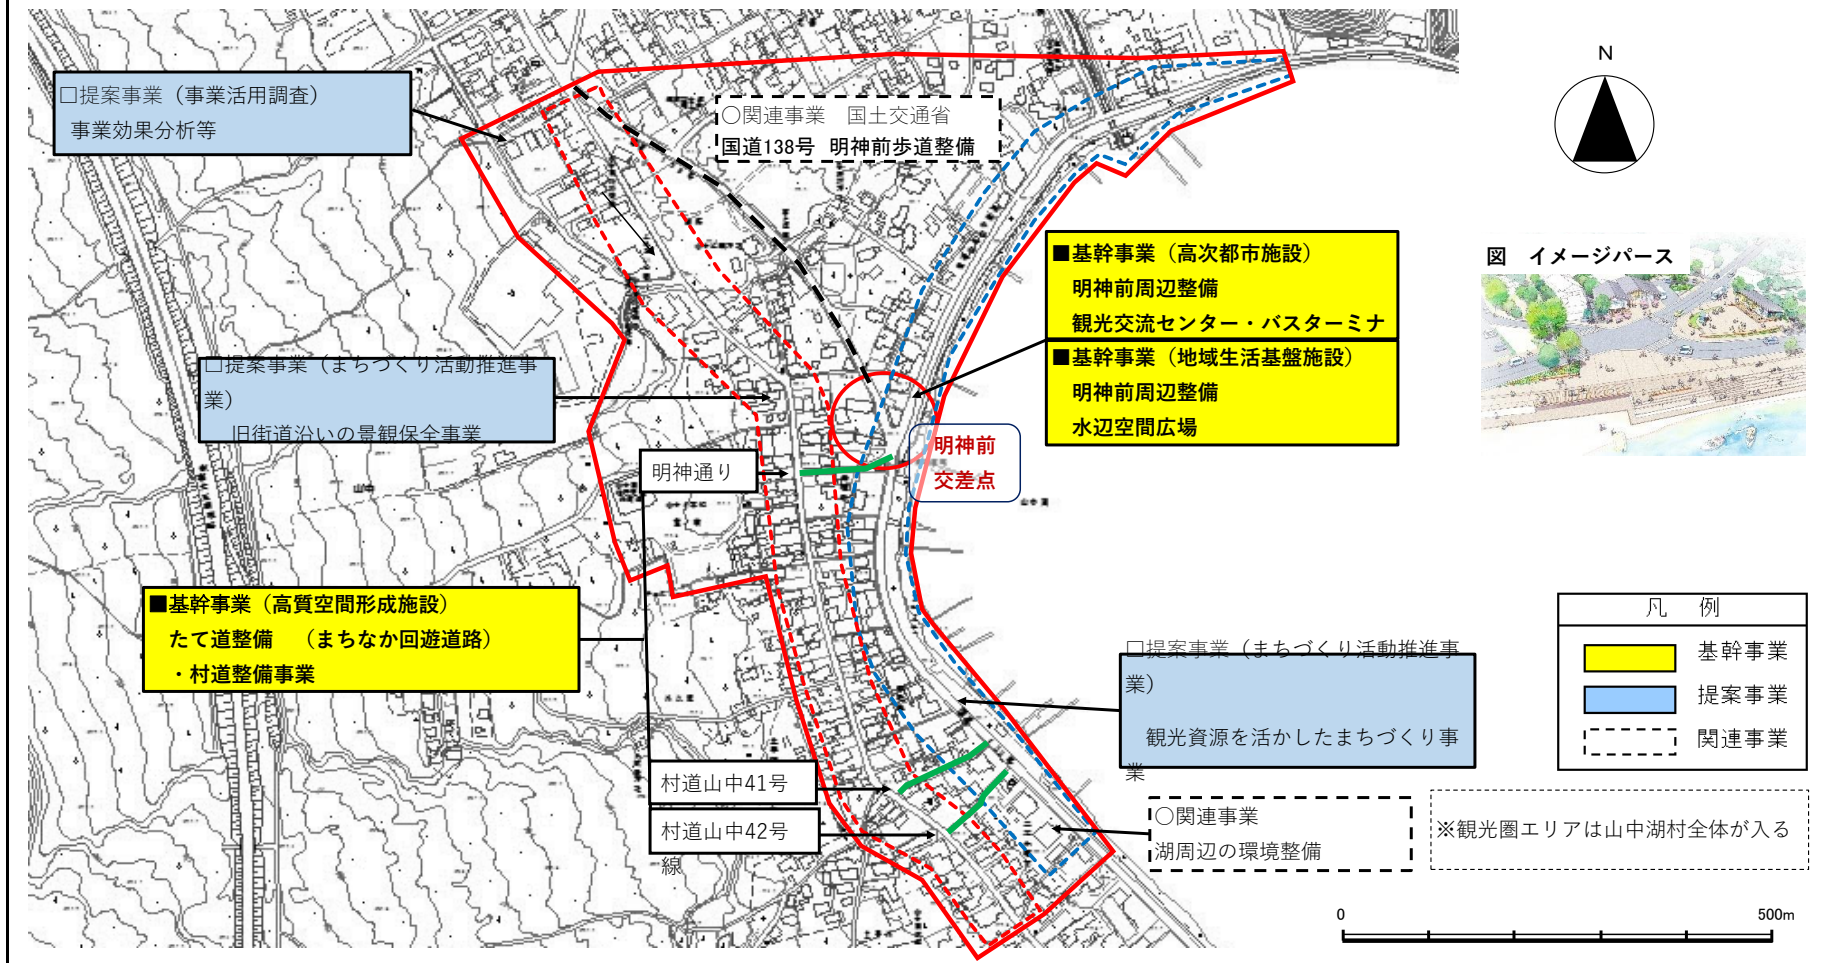 □提案事業（事業活用調査）
事業効果分析等
○関連事業　国土交通省
国道138号 明神前歩道整備
N
■基幹事業（高次都市施設）
明神前周辺整備
観光交流センター・バスターミナ
■基幹事業（地域生活基盤施設）
明神前周辺整備
水辺空間広場
図　イメージパース
□提案事業（まちづくり活動推進事
業）
旧街道沿いの景観保全事業
明神通り
明神前
交差点
■基幹事業（高質空間形成施設）
たて道整備　（まちなか回遊道路）
・村道整備事業
□提案事業（まちづくり活動推進事
業）
観光資源を活かしたまちづくり事
業
凡　例
基幹事業
提案事業
関連事業
村道山中41号
村道山中42号
線
○関連事業
湖周辺の環境整備
※観光圏エリアは山中湖村全体が入る
0
500m
山中
山中湖